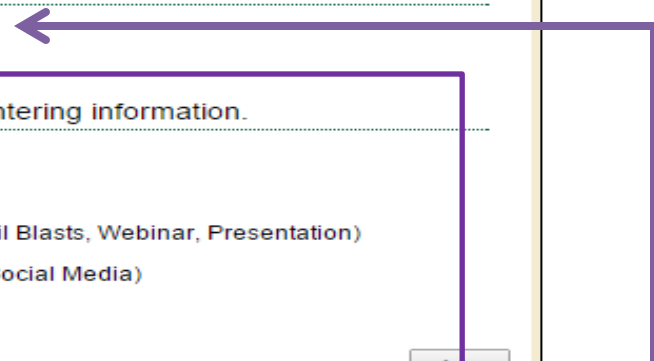 ntering information.
il Blasts, Webinar, Presentation)
ocial Media)